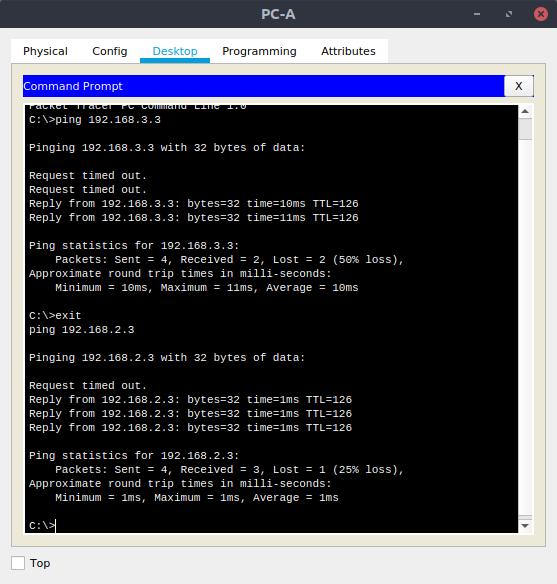 PC-A
Physical Config Desktop Programming Attributes
Command Prompt X
Packet Tracer PC Command Line 1.0
C:\>ping 192.168.3.3
Pinging 192.168.3.3 with 32 bytes of data:
Request timed out.
Request timed out.
Reply from 192.168.3.3: bytes=32 time=10ms TTL=126
Reply from 192.168.3.3: bytes=32 time=11ms TTL=126
Ping statistics for 192.168.3.3:
Packets: Sent = 4, Received = 2, Lost = 2 (50% loss),
Approximate round trip times in milli-seconds:
Minimum = 10ms, Maximum = 11ms, Average = 10ms
C:\>exit
ping 192.168.2.3
Pinging 192.168.2.3 with 32 bytes of data:
Request timed out.
Reply from 192.168.2.3: bytes=32 time=1ms TTL=126
Reply from 192.168.2.3: bytes=32 time=1ms TTL=126
Reply from 192.168.2.3: bytes=32 time=1ms TTL=126
Ping statistics for 192.168.2.3:
Packets: Sent = 4, Received = 3, Lost = 1 (25% loss),
Approximate round trip times in milli-seconds:
Minimum = 1ms, Maximum = 1ms, Average = 1ms
C:\>
Top